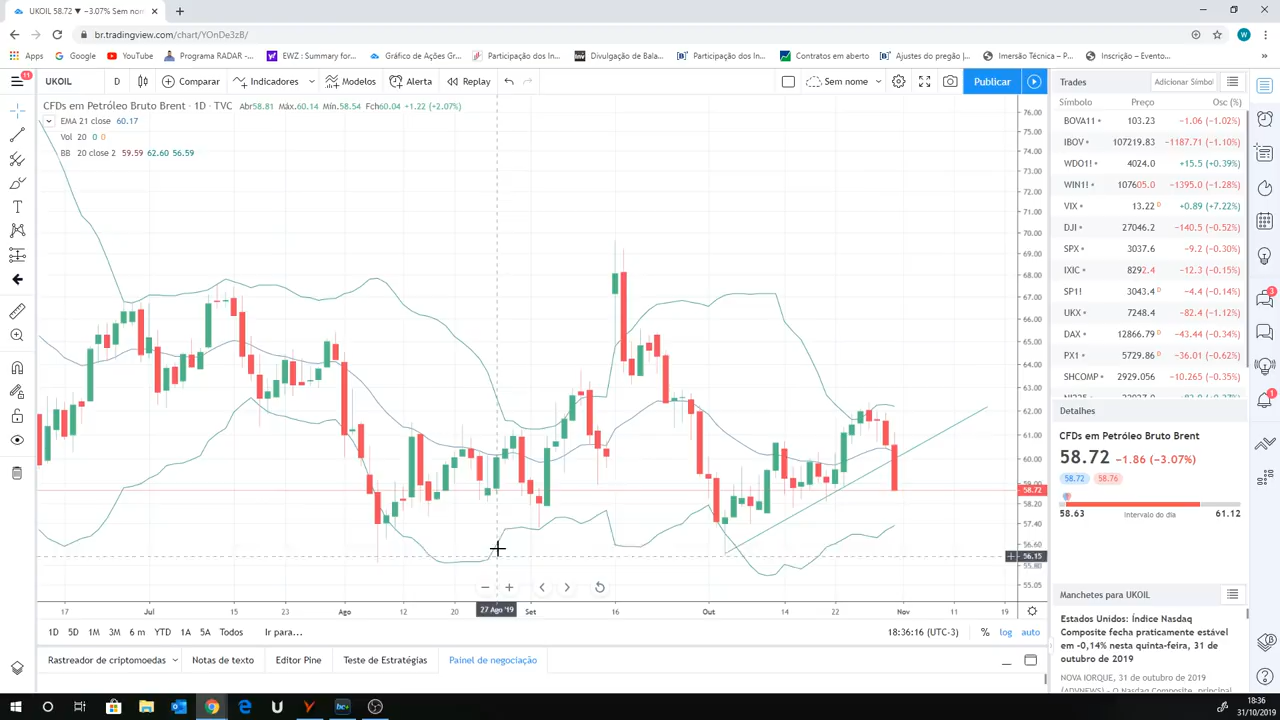 UKOIL 58.72 ▼ −3.07% Sem nom
br.tradingview.com/chart/YOnDe3zB/
W
Apps Google YouTube Programa RADAR -... EWZ : Summary for... Gráfico de Ações Gr... Participação dos In... Divulgação de Bala... Participação dos In... Contratos em aberto Ajustes do pregão |... Imersão Técnica – P... Inscrição – Evento...
11 UKOIL D Comparar Indicadores Modelos Alerta Replay Sem nome Publicar
CFDs em Petróleo Bruto Brent · 1D · TVC Abr58.81 Máx.60.14 Mín.58.54 Fch60.04 +1.22 (+2.07%)
EMA 21 close 60.17
Vol 20 0 0
BB 20 close 2 59.59 62.60 56.59
76.00
75.00
74.00
73.00
72.00
71.00
70.00
69.00
68.00
67.00
66.00
65.00
64.00
63.00
62.00
61.00
60.00
59.00
58.72
58.20
57.40
56.60
56.15
55.80
55.05
17 Jul 15 23 Ago 12 20 27 Ago '19 Set 16 Out 14 22 Nov 11 19
1D 5D 1M 3M 6 m YTD 1A 5A Todos Ir para... 18:36:16 (UTC-3) % log auto
Rastreador de criptomoedas Notas de texto Editor Pine Teste de Estratégias Painel de negociação
Trades Adicionar Símbol
Símbolo Preço Osc (%)
BOVA11 103.23 −1.06 (−1.02%)
IBOV 107219.83 −1187.71 (−1.10%)
WDO1! 4024.0 +15.5 (+0.39%)
WIN1! 107605.0 −1395.0 (−1.28%)
VIX 13.22 D +0.89 (+7.22%)
DJI 27046.2 −140.5 (−0.52%)
SPX 3037.6 −9.2 (−0.30%)
IXIC 8292.4 −12.3 (−0.15%)
SP1! 3043.4 D −4.4 (−0.14%)
UKX 7248.4 −82.4 (−1.12%)
DAX 12866.79 D −43.44 (−0.34%)
PX1 5729.86 D −36.01 (−0.62%)
SHCOMP 2929.056 −10.265 (−0.35%)
Detalhes
CFDs em Petróleo Bruto Brent
58.72 −1.86 (−3.07%)
58.72 58.76
58.63 Intervalo do dia 61.12
Manchetes para UKOIL
Estados Unidos: Índice Nasdaq
Composite fecha praticamente estável
em -0,14% nesta quinta-feira, 31 de
outubro de 2019
NOVA IORQUE, 31 de outubro de 2019
(ADVNEWS) - O Nasdaq Composite, principal
3
1
18:36
31/10/2019